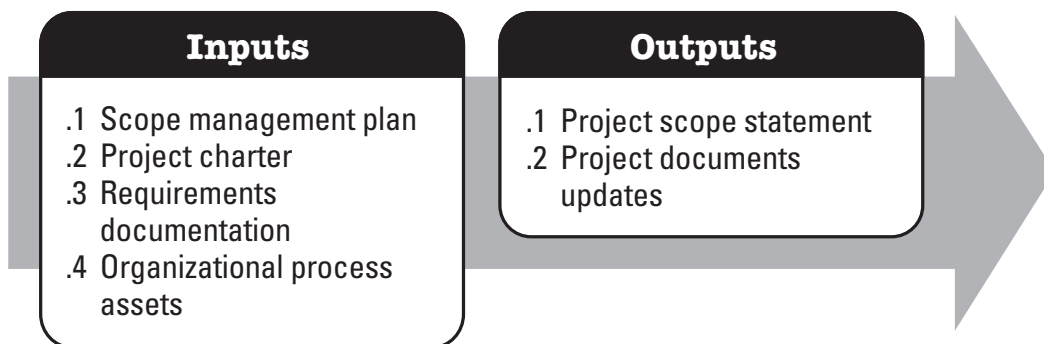 Inputs
.1 Scope management plan
.2 Project charter
.3 Requirements
documentation
.4 Organizational process
assets
Outputs
.1 Project scope statement
.2 Project documents
updates